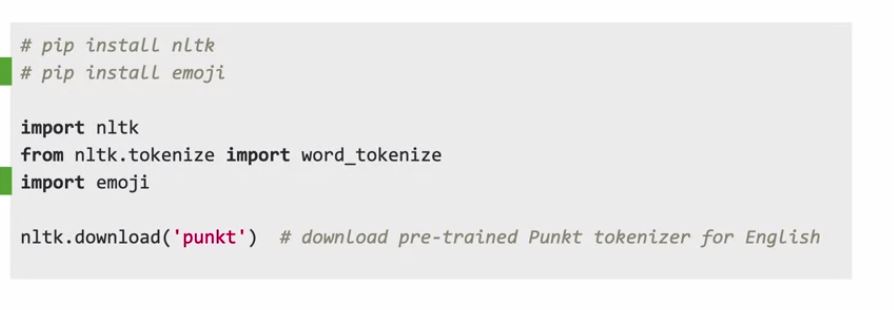 # pip install nltk
# pip install emoji
import nltk
from nltk.tokenize import word_tokenize
import emoji
nltk.download('punkt')  # download pre-trained Punkt tokenizer for English